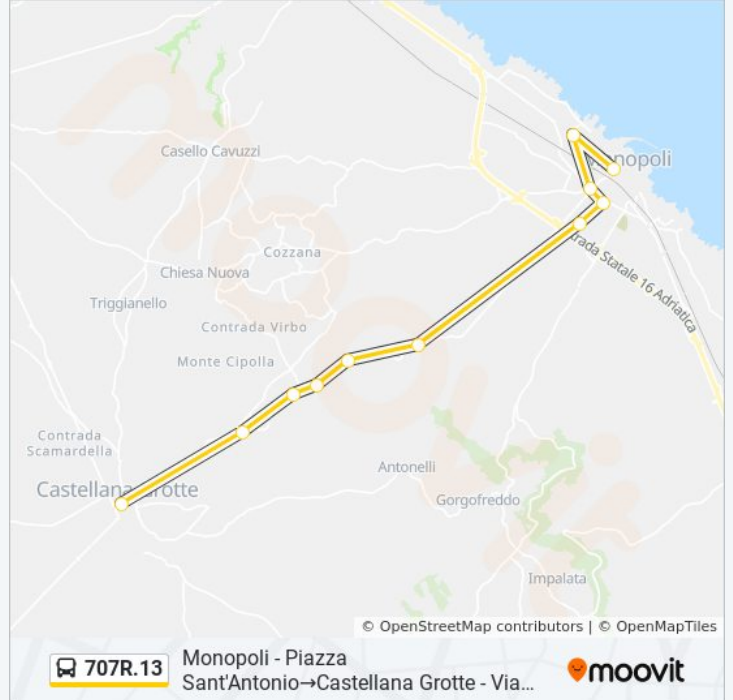 Casello Cavuzzi
Monopoli
Cozzana
Chiesa Nuova
Triggianello
Strada Statale 16 Adriatica
Contrada Virbo
Monte Cipolla
Contrada
Scamardella
Castellana Grotte
Antonelli
Gorgofreddo
Impalata
© OpenStreetMap contributors | © OpenMapTiles
707R.13
Monopoli - Piazza
Sant'Antonio→Castellana Grotte - Via...
moovit